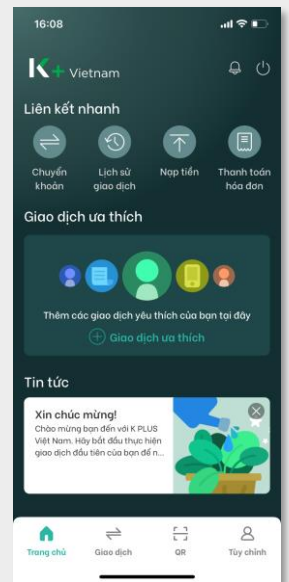 16:08
K+ Vietnam
Liên kết nhanh
Chuyển
khoản
Lịch sử
giao dịch
Nạp tiền
Thanh toán
hóa đơn
Giao dịch ưa thích
Thêm các giao dịch yêu thích của bạn tại đây
Giao dịch ưa thích
Tin tức
Xin chúc mừng!
Chào mừng bạn đến với K PLUS
Việt Nam. Hãy bắt đầu thực hiện
giao dịch đầu tiên của bạn để n...
Trang chủ
Giao dịch
QR
Tùy chỉnh